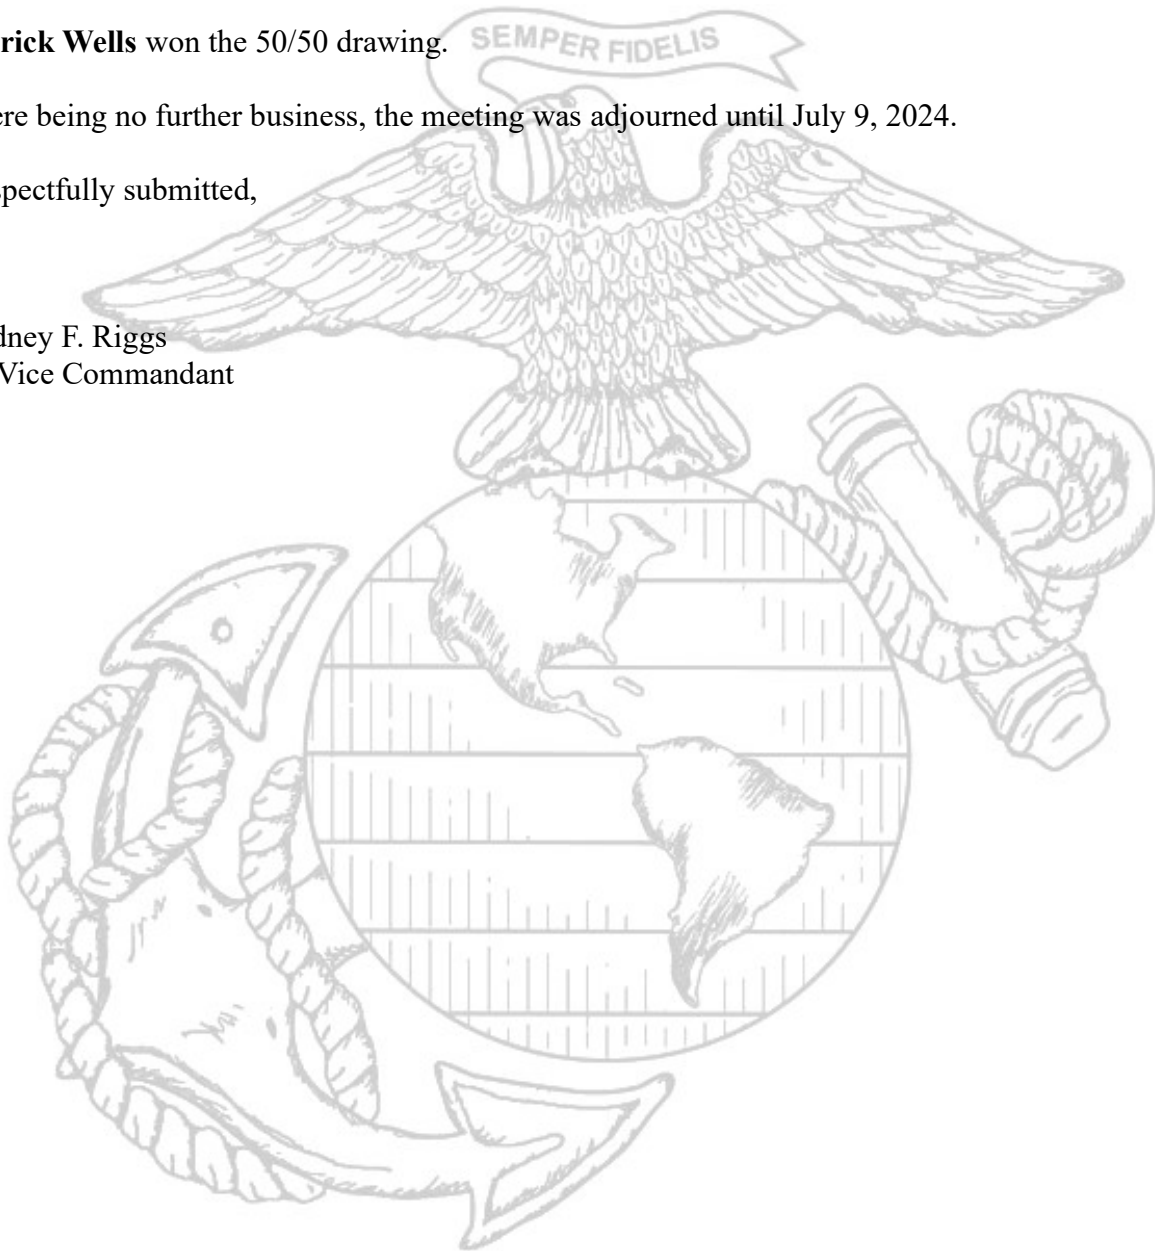 SEMPER FIDELIS
rick Wells won the 50/50 drawing.
ere being no further business, the meeting was adjourned until July 9, 2024.
spectfully submitted,
dney F. Riggs
Vice Commandant